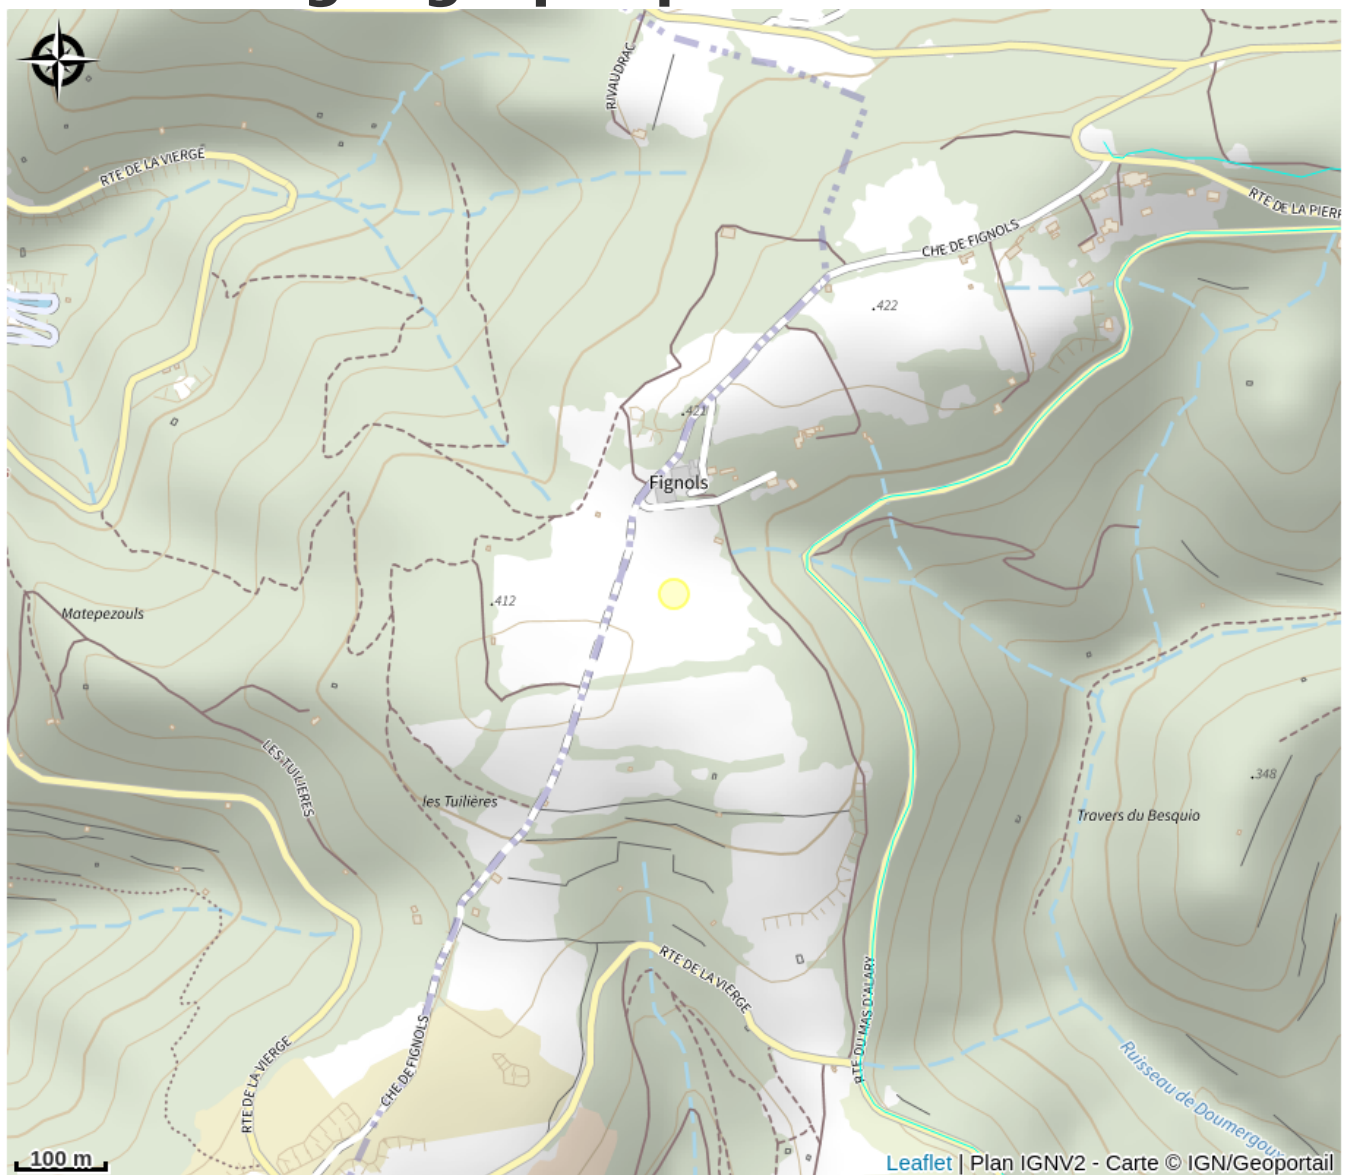 RIVAUDRAC
RTE DE LA VIERGE
RTE DE LA PIERR
CHE DE FIGNOLS
.422
.421
Fignols
.412
Matepezouls
LES TUILIERES
les Tuilières
.348
Travers du Besquio
RTE DE LA VIERGE
RTE DU MAS D'ALARY
CHE DE FIGNOLS
RTE DE LA VIERGE
Ruisseau de Doumergoux
100 m
Leaflet | Plan IGNV2 - Carte © IGN/Geoportail